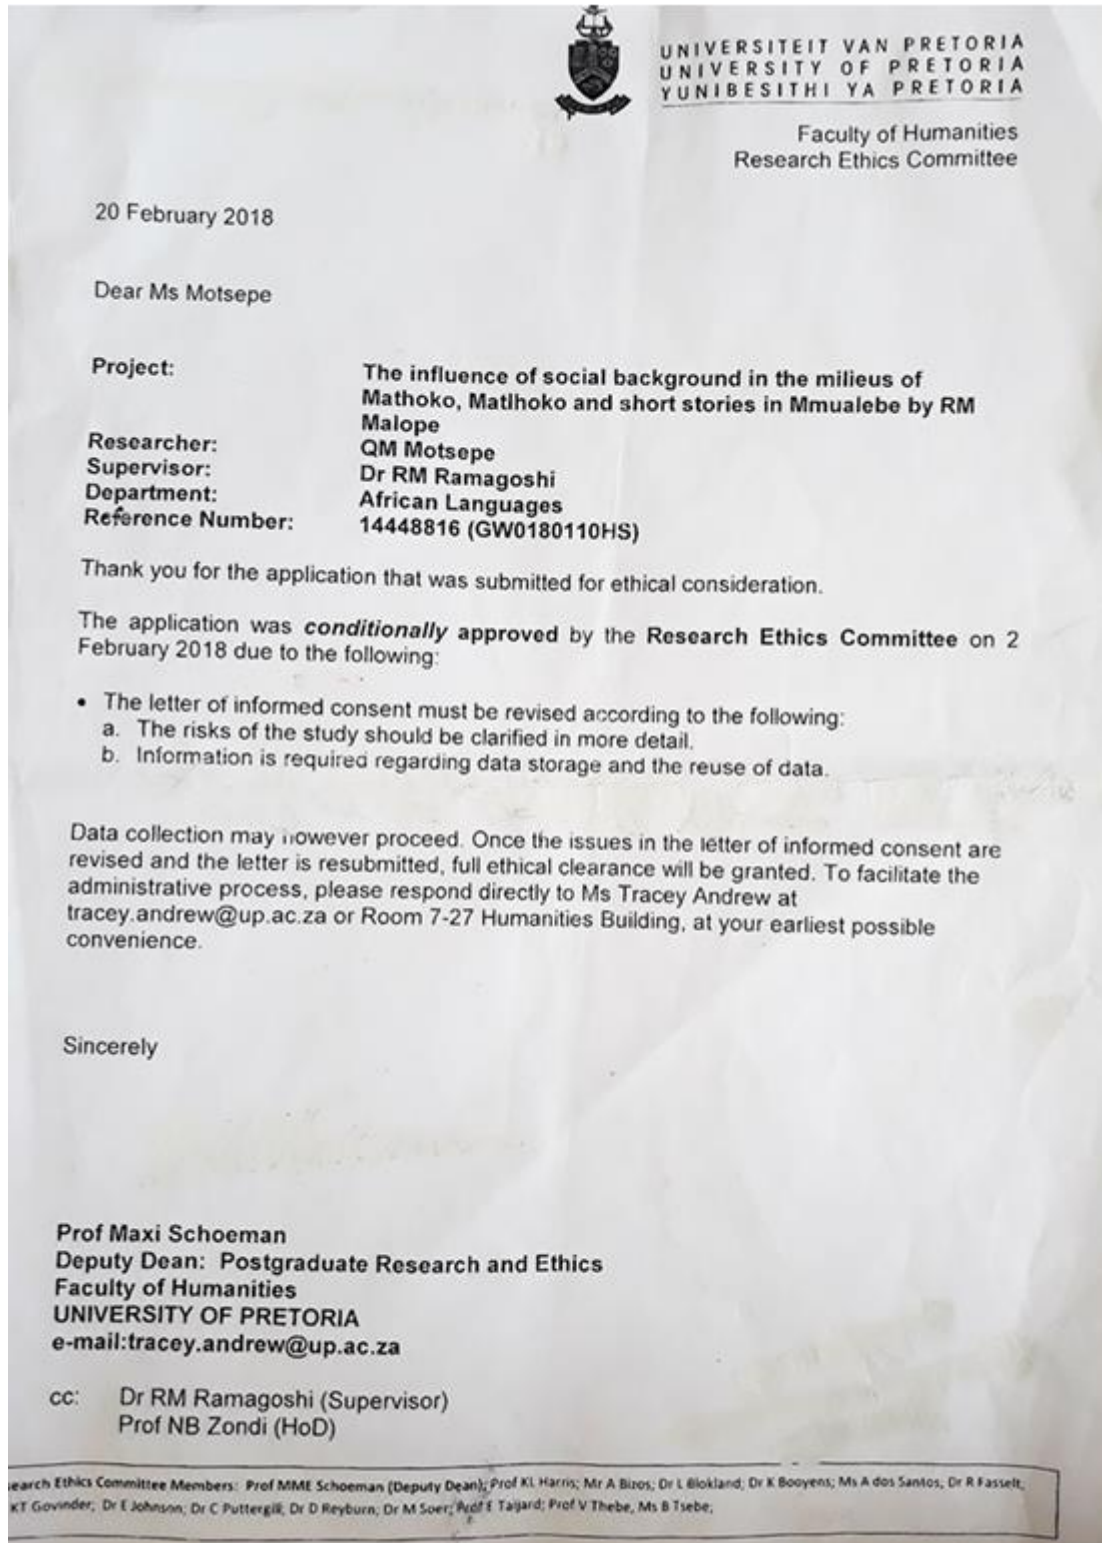 UNIVERSITEIT VAN PRETORIA
UNIVERSITY OF PRETORIA
YUNIBESITHI YA PRETORIA
Faculty of Humanities
Research Ethics Committee
20 February 2018
Dear Ms Motsepe
Project: The influence of social background in the milieus of
Mathoko, Matlhoko and short stories in Mmualebe by RM
Malope
Researcher: QM Motsepe
Supervisor: Dr RM Ramagoshi
Department: African Languages
Reference Number: 14448816 (GW0180110HS)
Thank you for the application that was submitted for ethical consideration.
The application was conditionally approved by the Research Ethics Committee on 2
February 2018 due to the following:
• The letter of informed consent must be revised according to the following:
a. The risks of the study should be clarified in more detail.
b. Information is required regarding data storage and the reuse of data.
Data collection may however proceed. Once the issues in the letter of informed consent are
revised and the letter is resubmitted, full ethical clearance will be granted. To facilitate the
administrative process, please respond directly to Ms Tracey Andrew at
tracey.andrew@up.ac.za or Room 7-27 Humanities Building, at your earliest possible
convenience.
Sincerely
Prof Maxi Schoeman
Deputy Dean: Postgraduate Research and Ethics
Faculty of Humanities
UNIVERSITY OF PRETORIA
e-mail:tracey.andrew@up.ac.za
cc: Dr RM Ramagoshi (Supervisor)
Prof NB Zondi (HoD)
earch Ethics Committee Members: Prof MME Schoeman (Deputy Dean); Prof KL Harris; Mr A Bizos; Dr L Blokland; Dr K Booyens; Ms A dos Santos; Dr R Fasselt;
KT Govinder; Dr E Johnson; Dr C Puttergill; Dr D Reyburn; Dr M Soer; Prof E Taljard; Prof V Thebe; Ms B Tsebe;